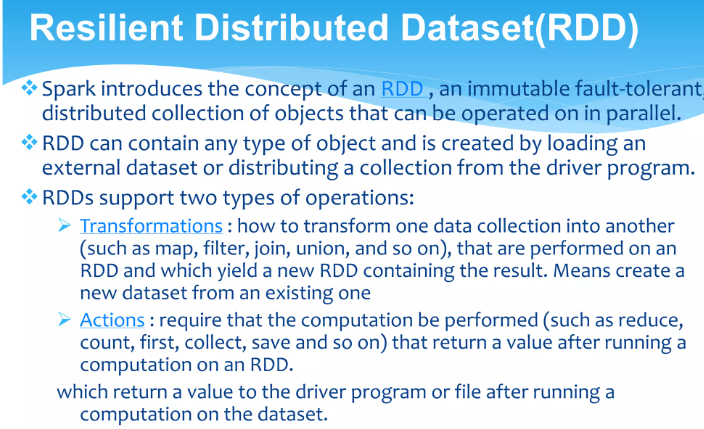 Resilient Distributed Dataset(RDD)
Spark introduces the concept of an RDD , an immutable fault-tolerant,
distributed collection of objects that can be operated on in parallel.
RDD can contain any type of object and is created by loading an
external dataset or distributing a collection from the driver program.
RDDs support two types of operations:
Transformations : how to transform one data collection into another
(such as map, filter, join, union, and so on), that are performed on an
RDD and which yield a new RDD containing the result. Means create a
new dataset from an existing one
Actions : require that the computation be performed (such as reduce,
count, first, collect, save and so on) that return a value after running a
computation on an RDD.
which return a value to the driver program or file after running a
computation on the dataset.